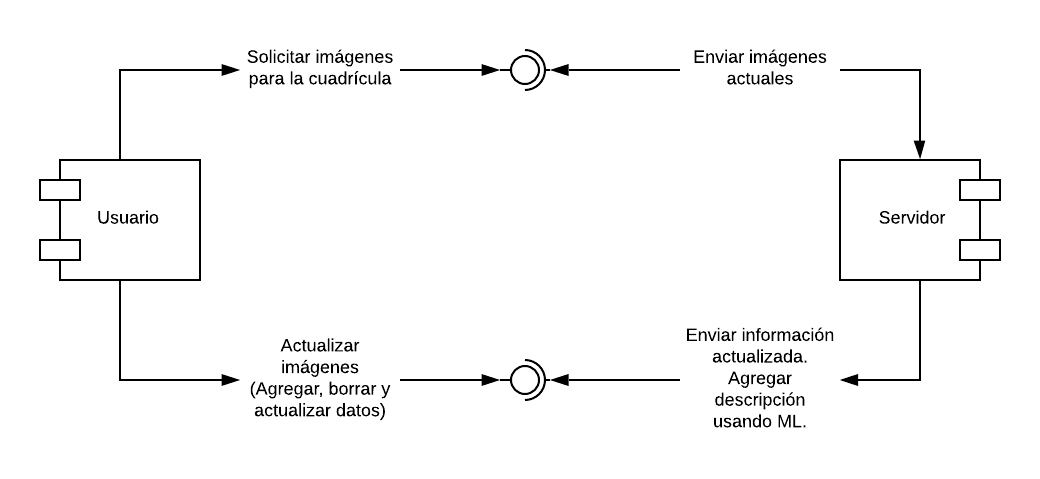 Solicitar imágenes
para la cuadrícula
Enviar imágenes
actuales
Usuario
Servidor
Actualizar
imágenes
(Agregar, borrar y
actualizar datos)
Enviar información
actualizada.
Agregar
descripción
usando ML.